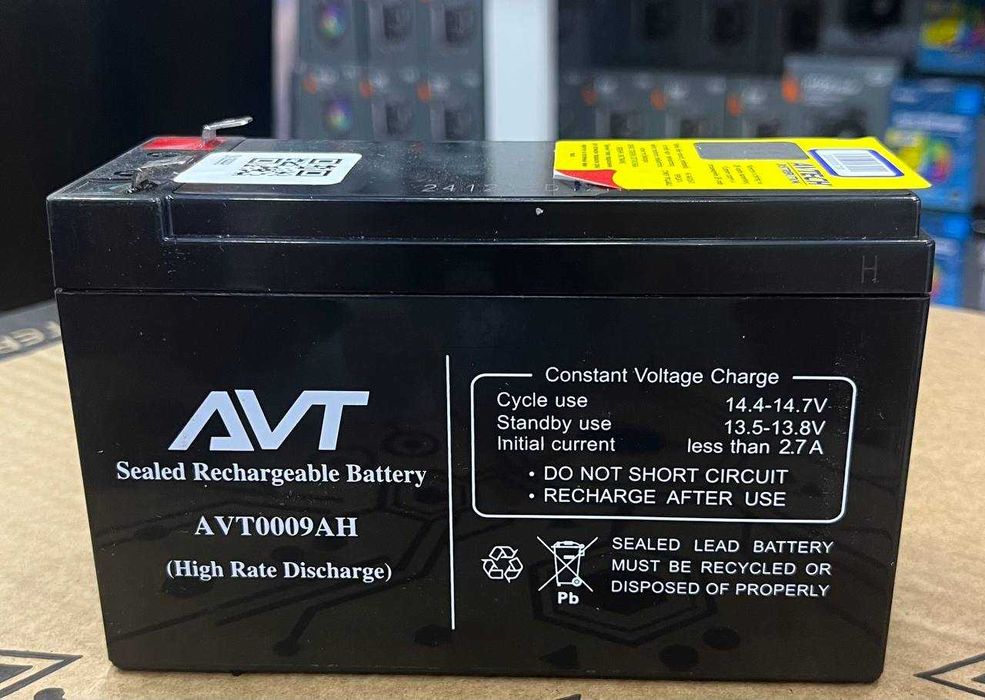 2412
H
AVT
Sealed Rechargeable Battery
AVT0009AH
(High Rate Discharge)
Constant Voltage Charge
Cycle use 14.4-14.7V
Standby use 13.5-13.8V
Initial current less than 2.7A
• DO NOT SHORT CIRCUIT
• RECHARGE AFTER USE
Pb
SEALED LEAD BATTERY
MUST BE RECYCLED OR
DISPOSED OF PROPERLY